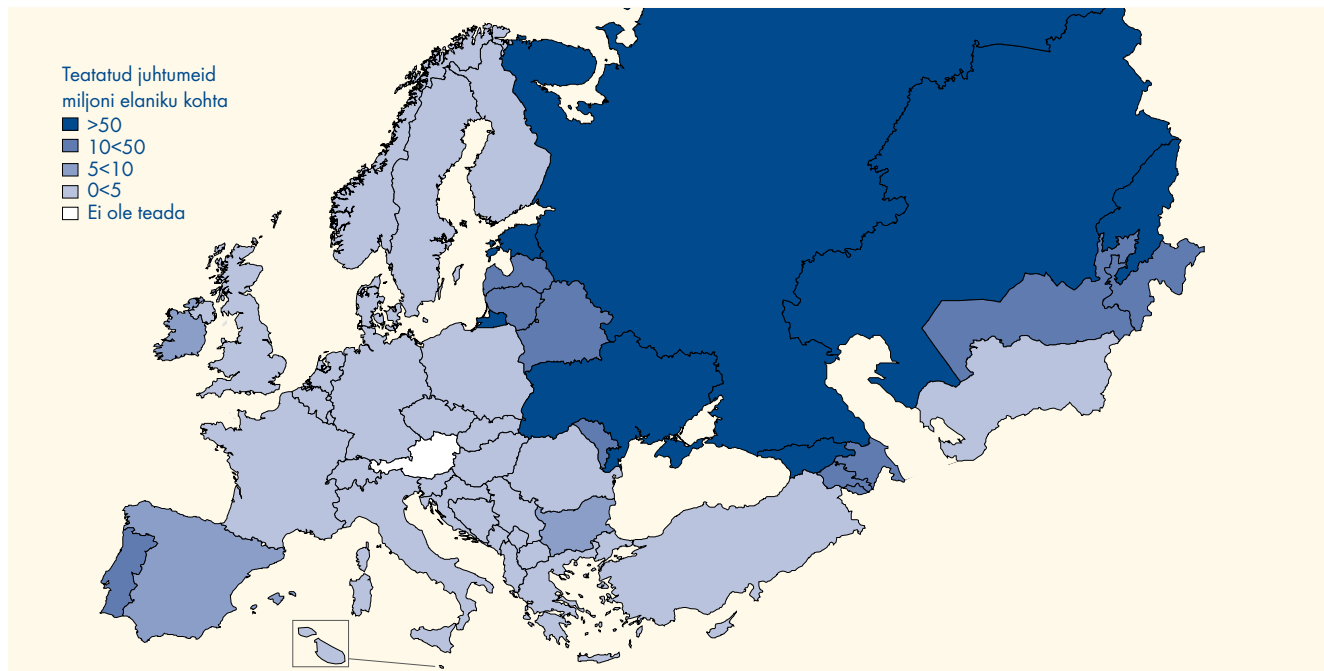 Teatatud juhtumeid
miljoni elaniku kohta
>50
10<50
5<10
0<5
Ei ole teada